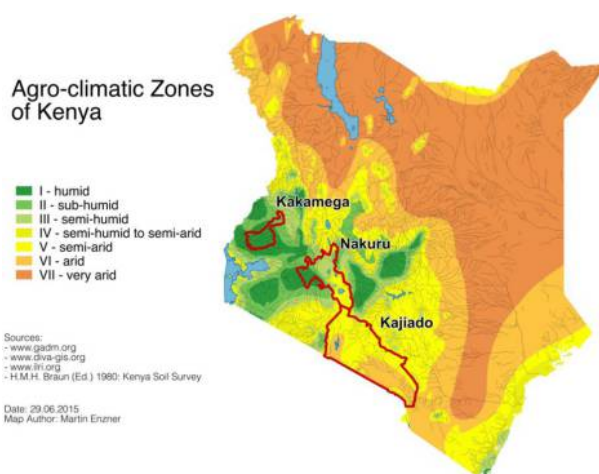 Agro-climatic Zones
of Kenya
I - humid
II - sub-humid
III - semi-humid
IV - semi-humid to semi-arid
V - semi-arid
VI - arid
VII - very arid
Kakamega
Nakuru
Kajiado
Sources:
- www.gadm.org
- www.diva-gis.org
- www.ilri.org
- H.M.H. Braun (Ed.) 1980: Kenya Soil Survey
Date: 29.06.2015
Map Author: Martin Enzner